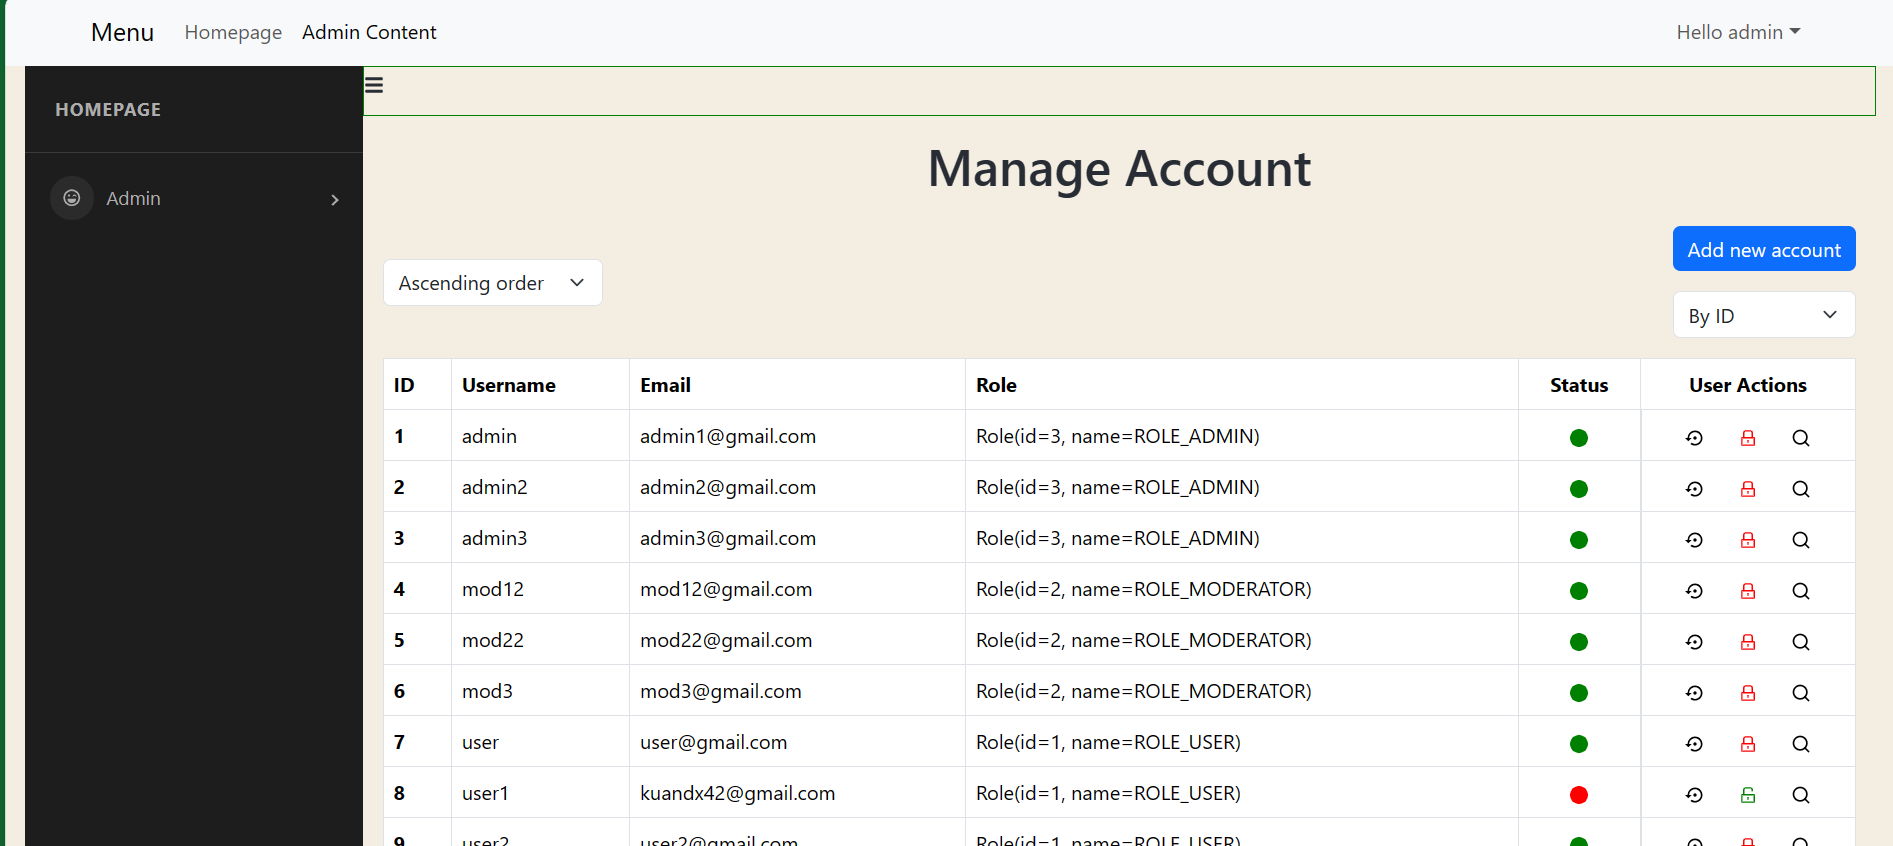 Menu Homepage Admin Content Hello admin
HOMEPAGE
Admin
Manage Account
Add new account
Ascending order
By ID
ID Username Email Role Status User Actions
1 admin admin1@gmail.com Role(id=3, name=ROLE_ADMIN)
2 admin2 admin2@gmail.com Role(id=3, name=ROLE_ADMIN)
3 admin3 admin3@gmail.com Role(id=3, name=ROLE_ADMIN)
4 mod12 mod12@gmail.com Role(id=2, name=ROLE_MODERATOR)
5 mod22 mod22@gmail.com Role(id=2, name=ROLE_MODERATOR)
6 mod3 mod3@gmail.com Role(id=2, name=ROLE_MODERATOR)
7 user user@gmail.com Role(id=1, name=ROLE_USER)
8 user1 kuandx42@gmail.com Role(id=1, name=ROLE_USER)
9 user2 user2@gmail.com Role(id=1, name=ROLE_USER)